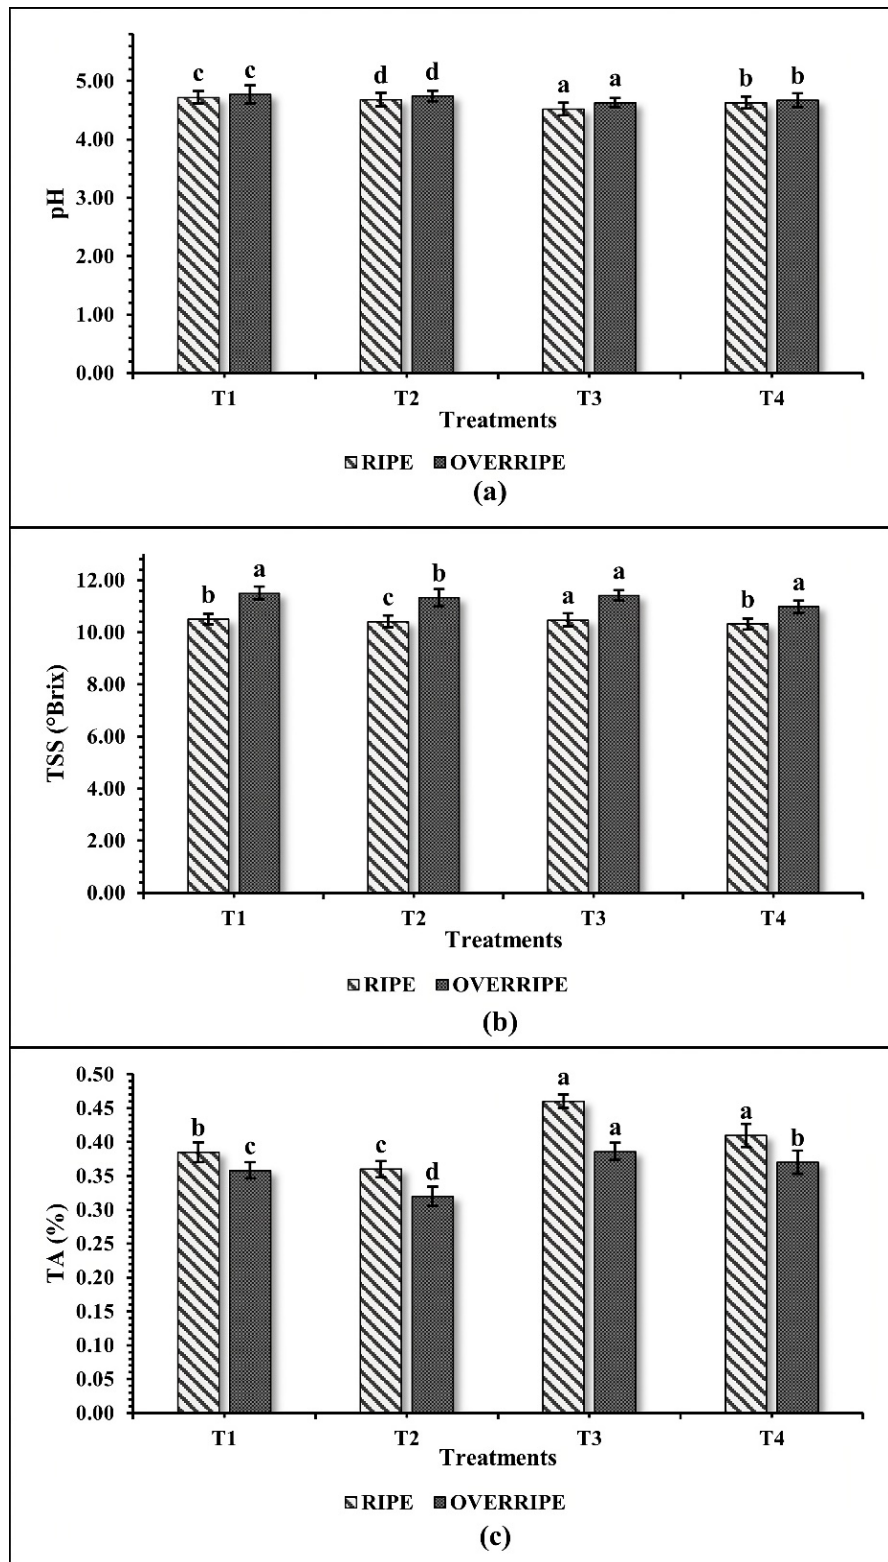 c c d d a a b b
5.00
4.00
3.00
2.00
1.00
0.00
pH
T1 T2 T3 T4
Treatments
RIPE OVERRIPE
(a)
b a c b a a b a
12.00
10.00
8.00
6.00
4.00
2.00
0.00
TSS (°Brix)
T1 T2 T3 T4
Treatments
RIPE OVERRIPE
(b)
b c c d a a a b
0.50
0.45
0.40
0.35
0.30
0.25
0.20
0.15
0.10
0.05
0.00
TA (%)
T1 T2 T3 T4
Treatments
RIPE OVERRIPE
(c)